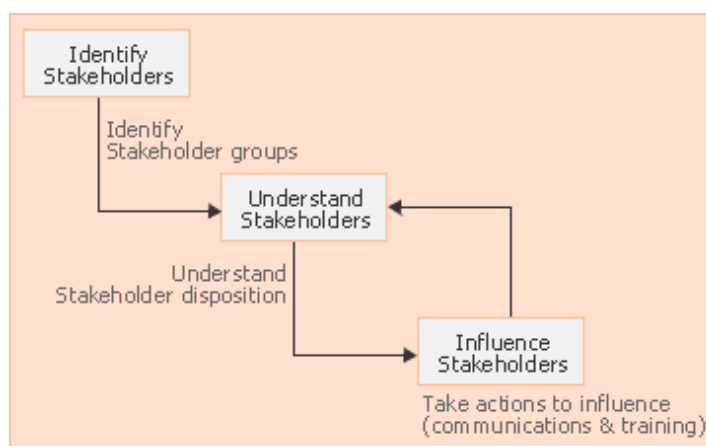 Identify
Stakeholders
Identify
Stakeholder groups
Understand
Stakeholders
Understand
Stakeholder disposition
Influence
Stakeholders
Take actions to influence
(communications & training)